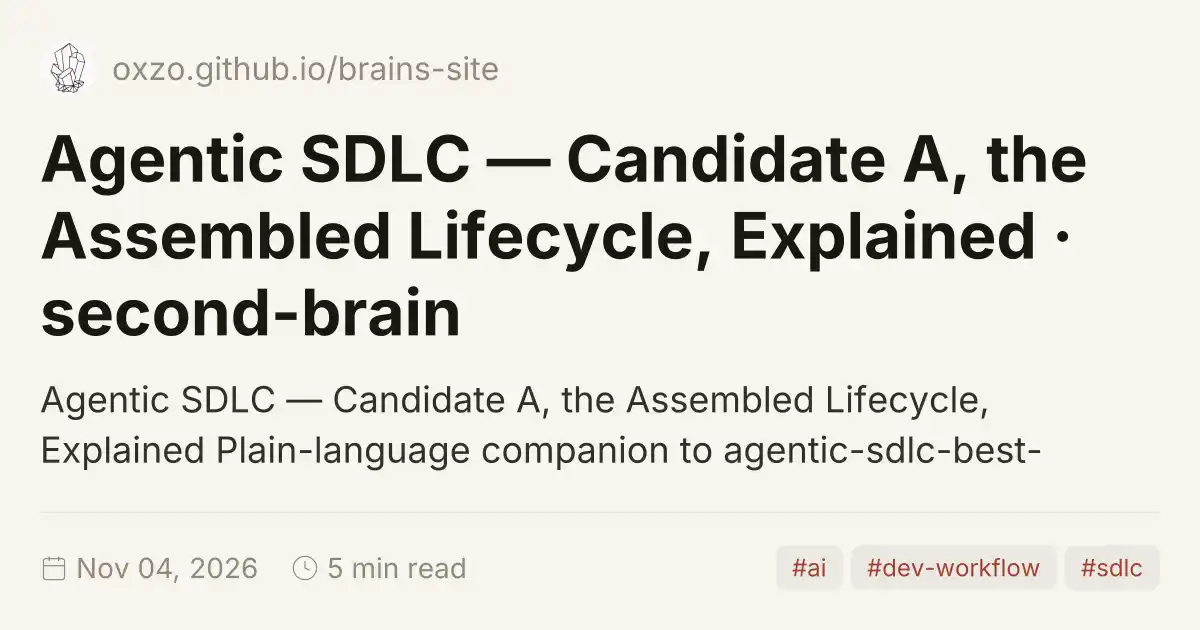 oxzo.github.io/brains-site
Agentic SDLC — Candidate A, the
Assembled Lifecycle, Explained ·
second-brain
Agentic SDLC — Candidate A, the Assembled Lifecycle,
Explained Plain-language companion to agentic-sdlc-best-
Nov 04, 2026 5 min read #ai #dev-workflow #sdlc